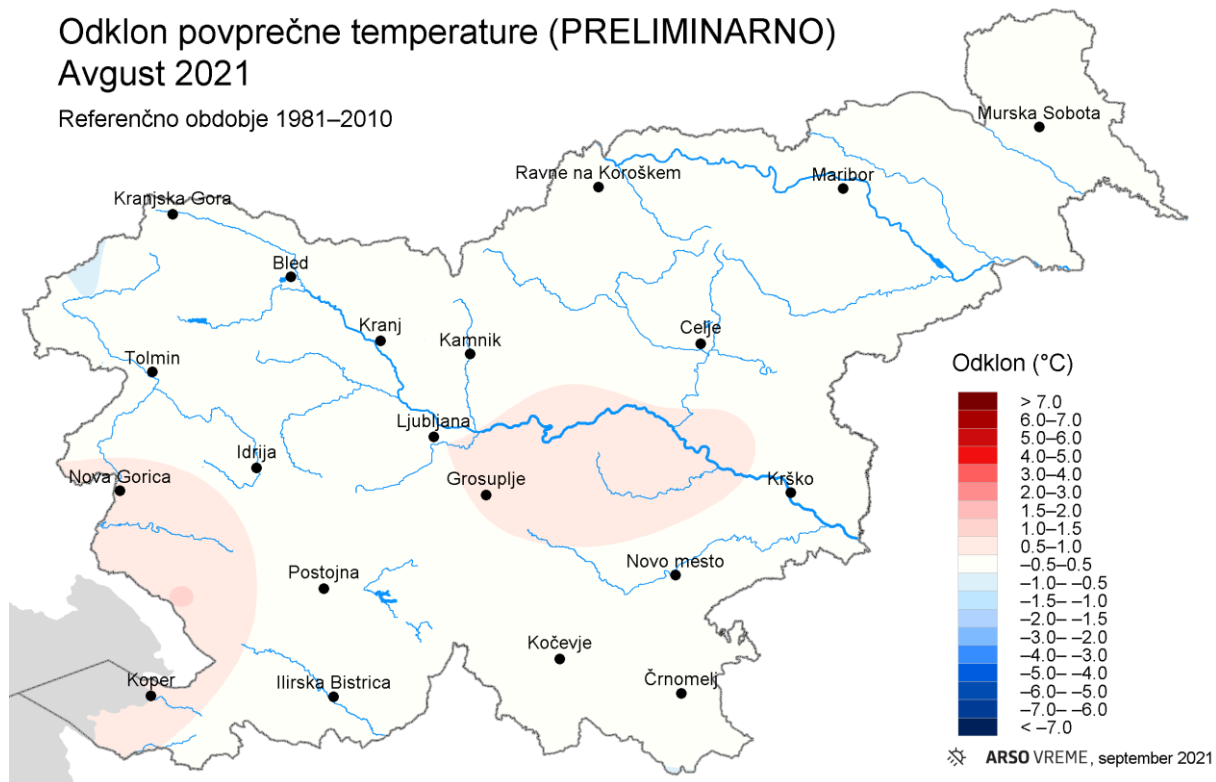 Odklon povprečne temperature (PRELIMINARNO)
Avgust 2021
Referenčno obdobje 1981–2010
Murska Sobota
Ravne na Koroškem
Maribor
Kranjska Gora
Bled
Kranj
Kamnik
Celje
Tolmin
Ljubljana
Idrija
Nova Gorica
Grosuplje
Krško
Postojna
Novo mesto
Kočevje
Koper
Ilirska Bistrica
Črnomelj
Odklon (°C)
> 7.0
6.0–7.0
5.0–6.0
4.0–5.0
3.0–4.0
2.0–3.0
1.5–2.0
1.0–1.5
0.5–1.0
–0.5–0.5
–1.0– –0.5
–1.5– –1.0
–2.0– –1.5
–3.0– –2.0
–4.0– –3.0
–5.0– –4.0
–6.0– –5.0
–7.0– –6.0
< –7.0
ARSO VREME, september 2021